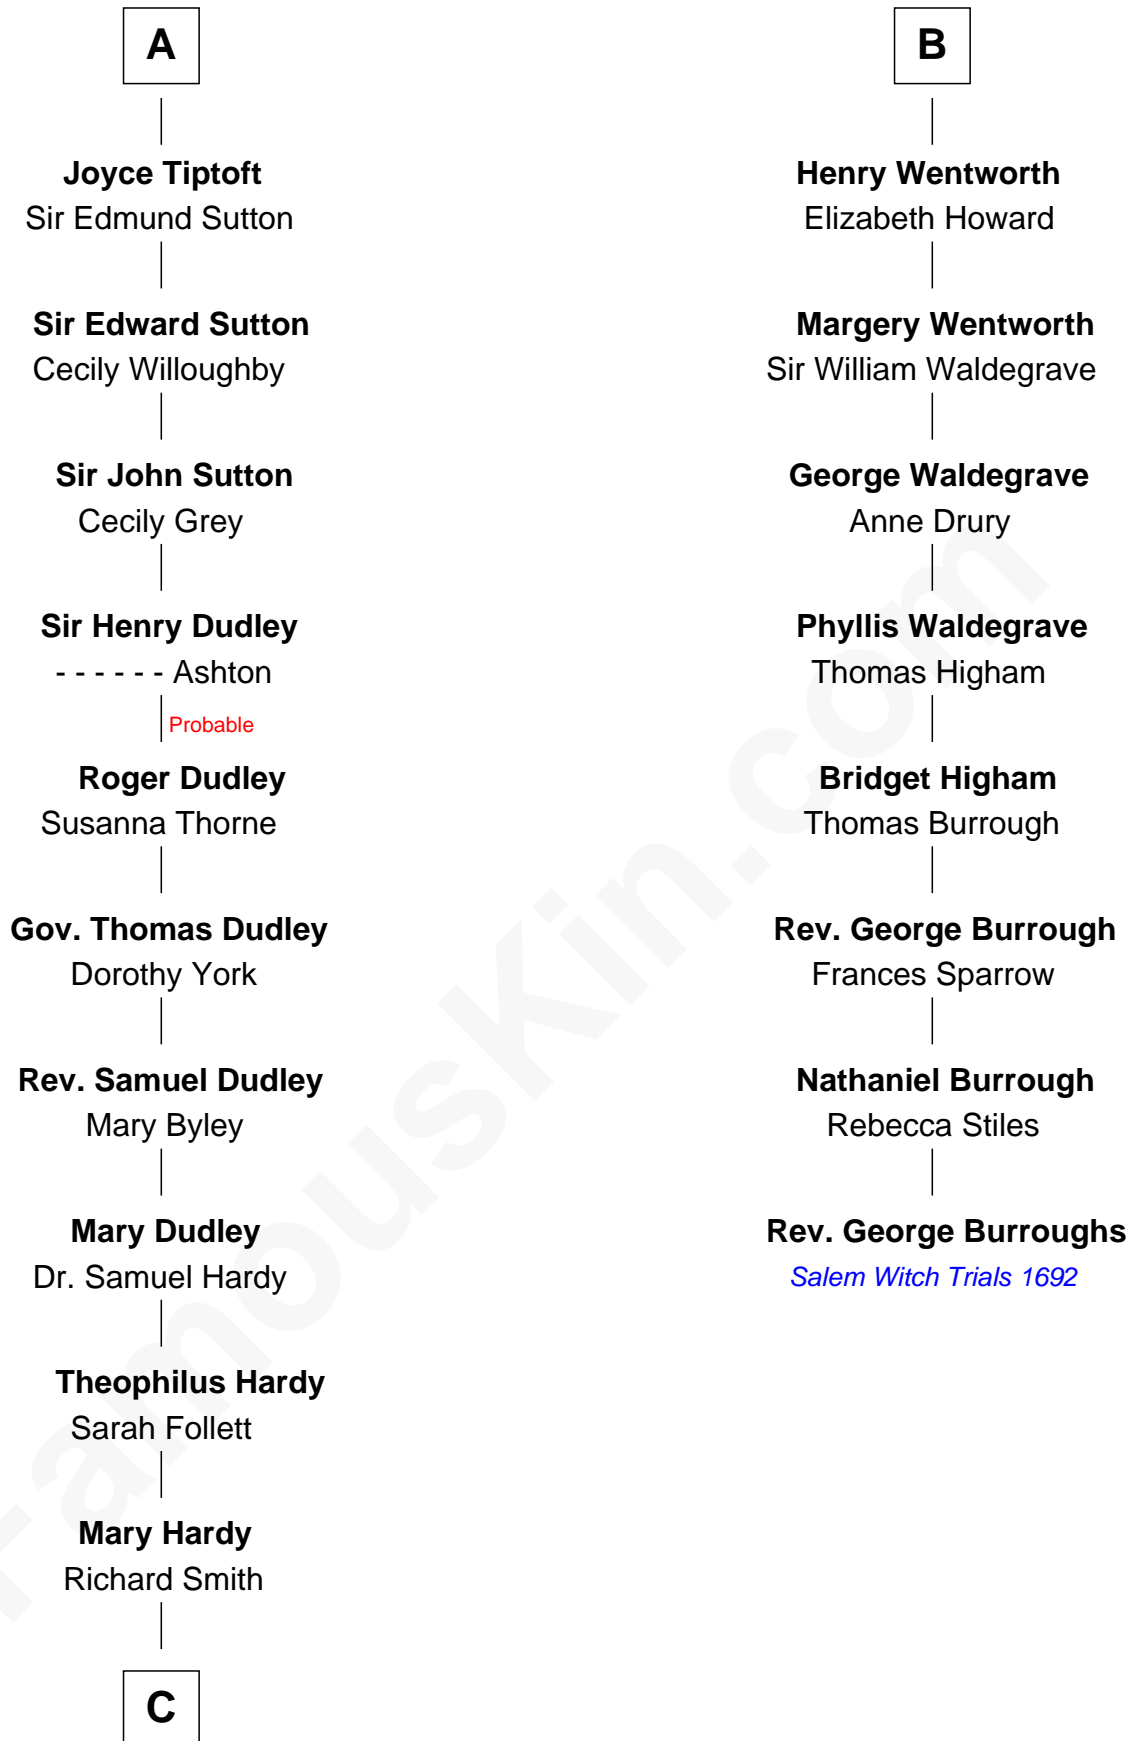 A
Joyce Tiptoft
Sir Edmund Sutton
Sir Edward Sutton
Cecily Willoughby
Sir John Sutton
Cecily Grey
Sir Henry Dudley
- - - - - - Ashton
Probable
Roger Dudley
Susanna Thorne
Gov. Thomas Dudley
Dorothy York
Rev. Samuel Dudley
Mary Byley
Mary Dudley
Dr. Samuel Hardy
Theophilus Hardy
Sarah Follett
Mary Hardy
Richard Smith
C
B
Henry Wentworth
Elizabeth Howard
Margery Wentworth
Sir William Waldegrave
George Waldegrave
Anne Drury
Phyllis Waldegrave
Thomas Higham
Bridget Higham
Thomas Burrough
Rev. George Burrough
Frances Sparrow
Nathaniel Burrough
Rebecca Stiles
Rev. George Burroughs
Salem Witch Trials 1692
FamousKin.com